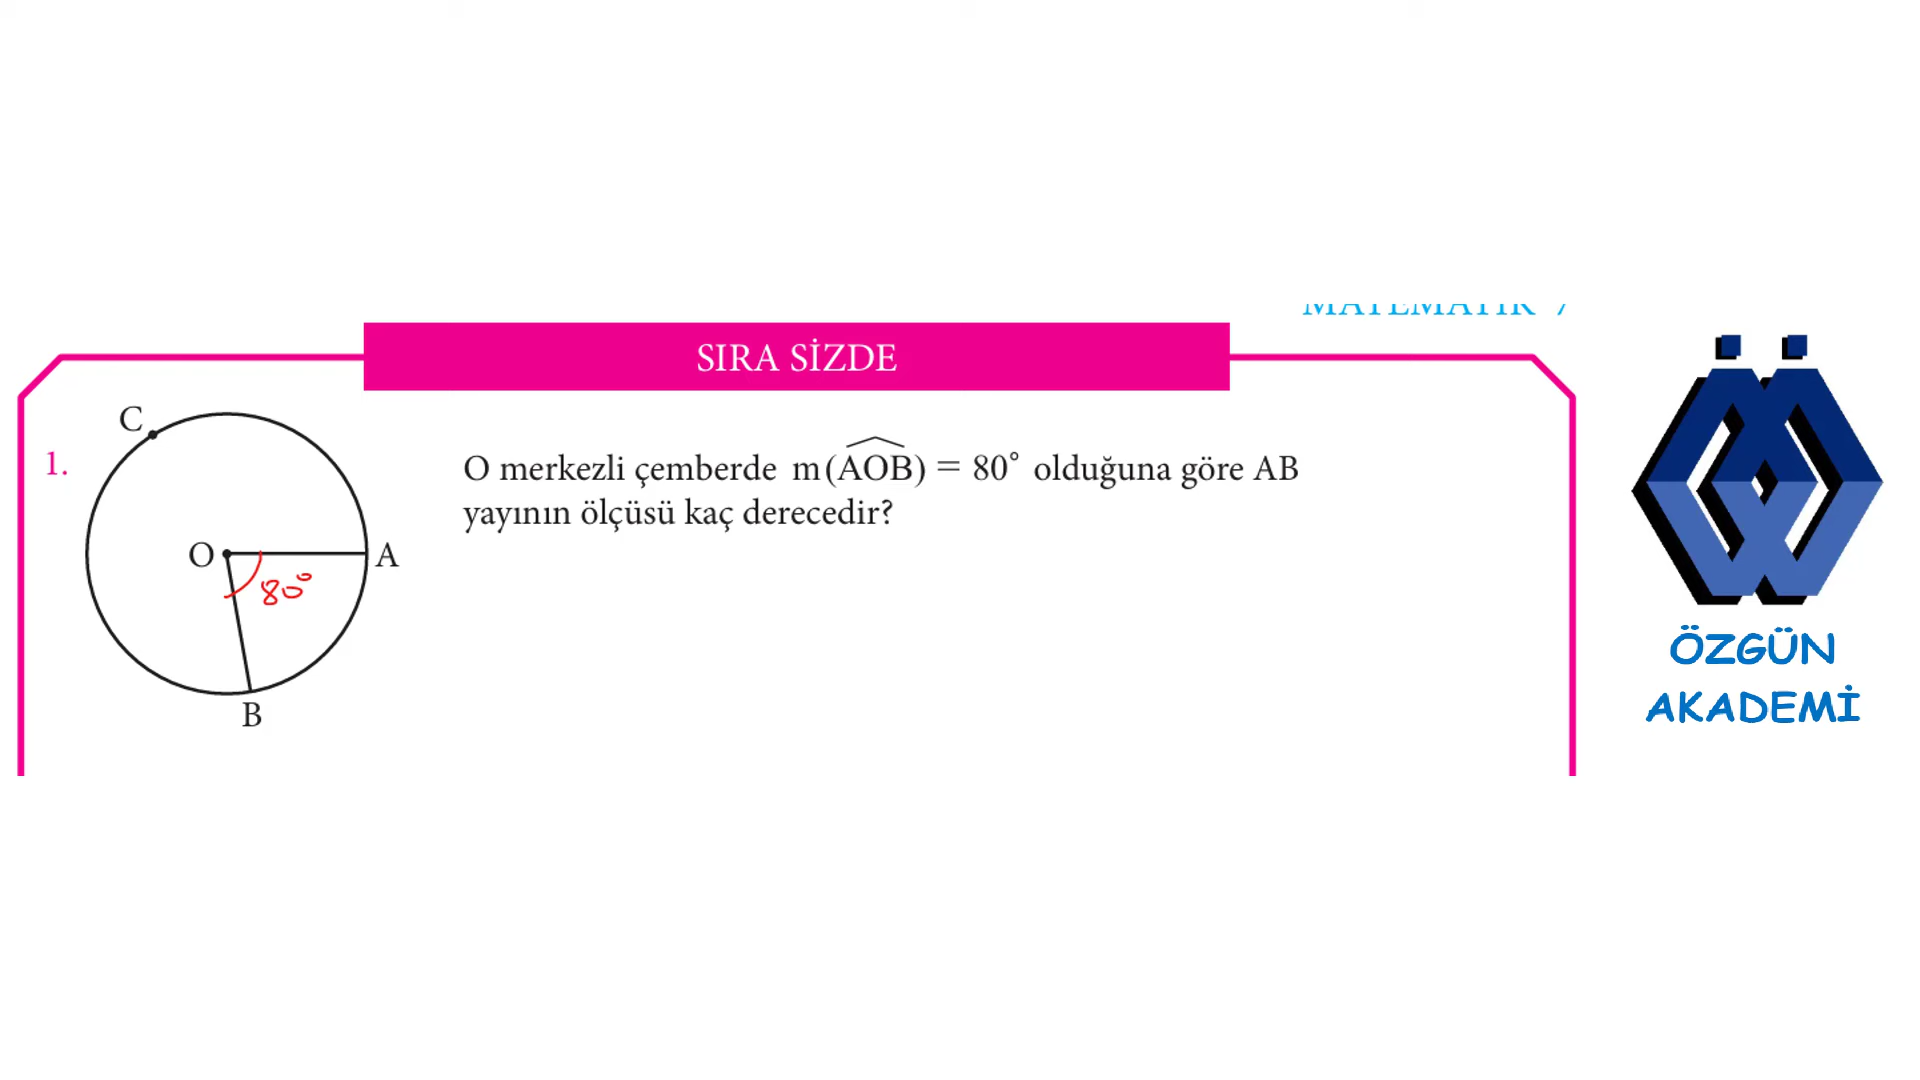 MATEMATİK 7
SIRA SİZDE
C
1.
O merkezli çemberde m(AOB) = 80° olduğuna göre AB
yayının ölçüsü kaç derecedir?
O
A
80°
B
ÖZGÜN
AKADEMİ